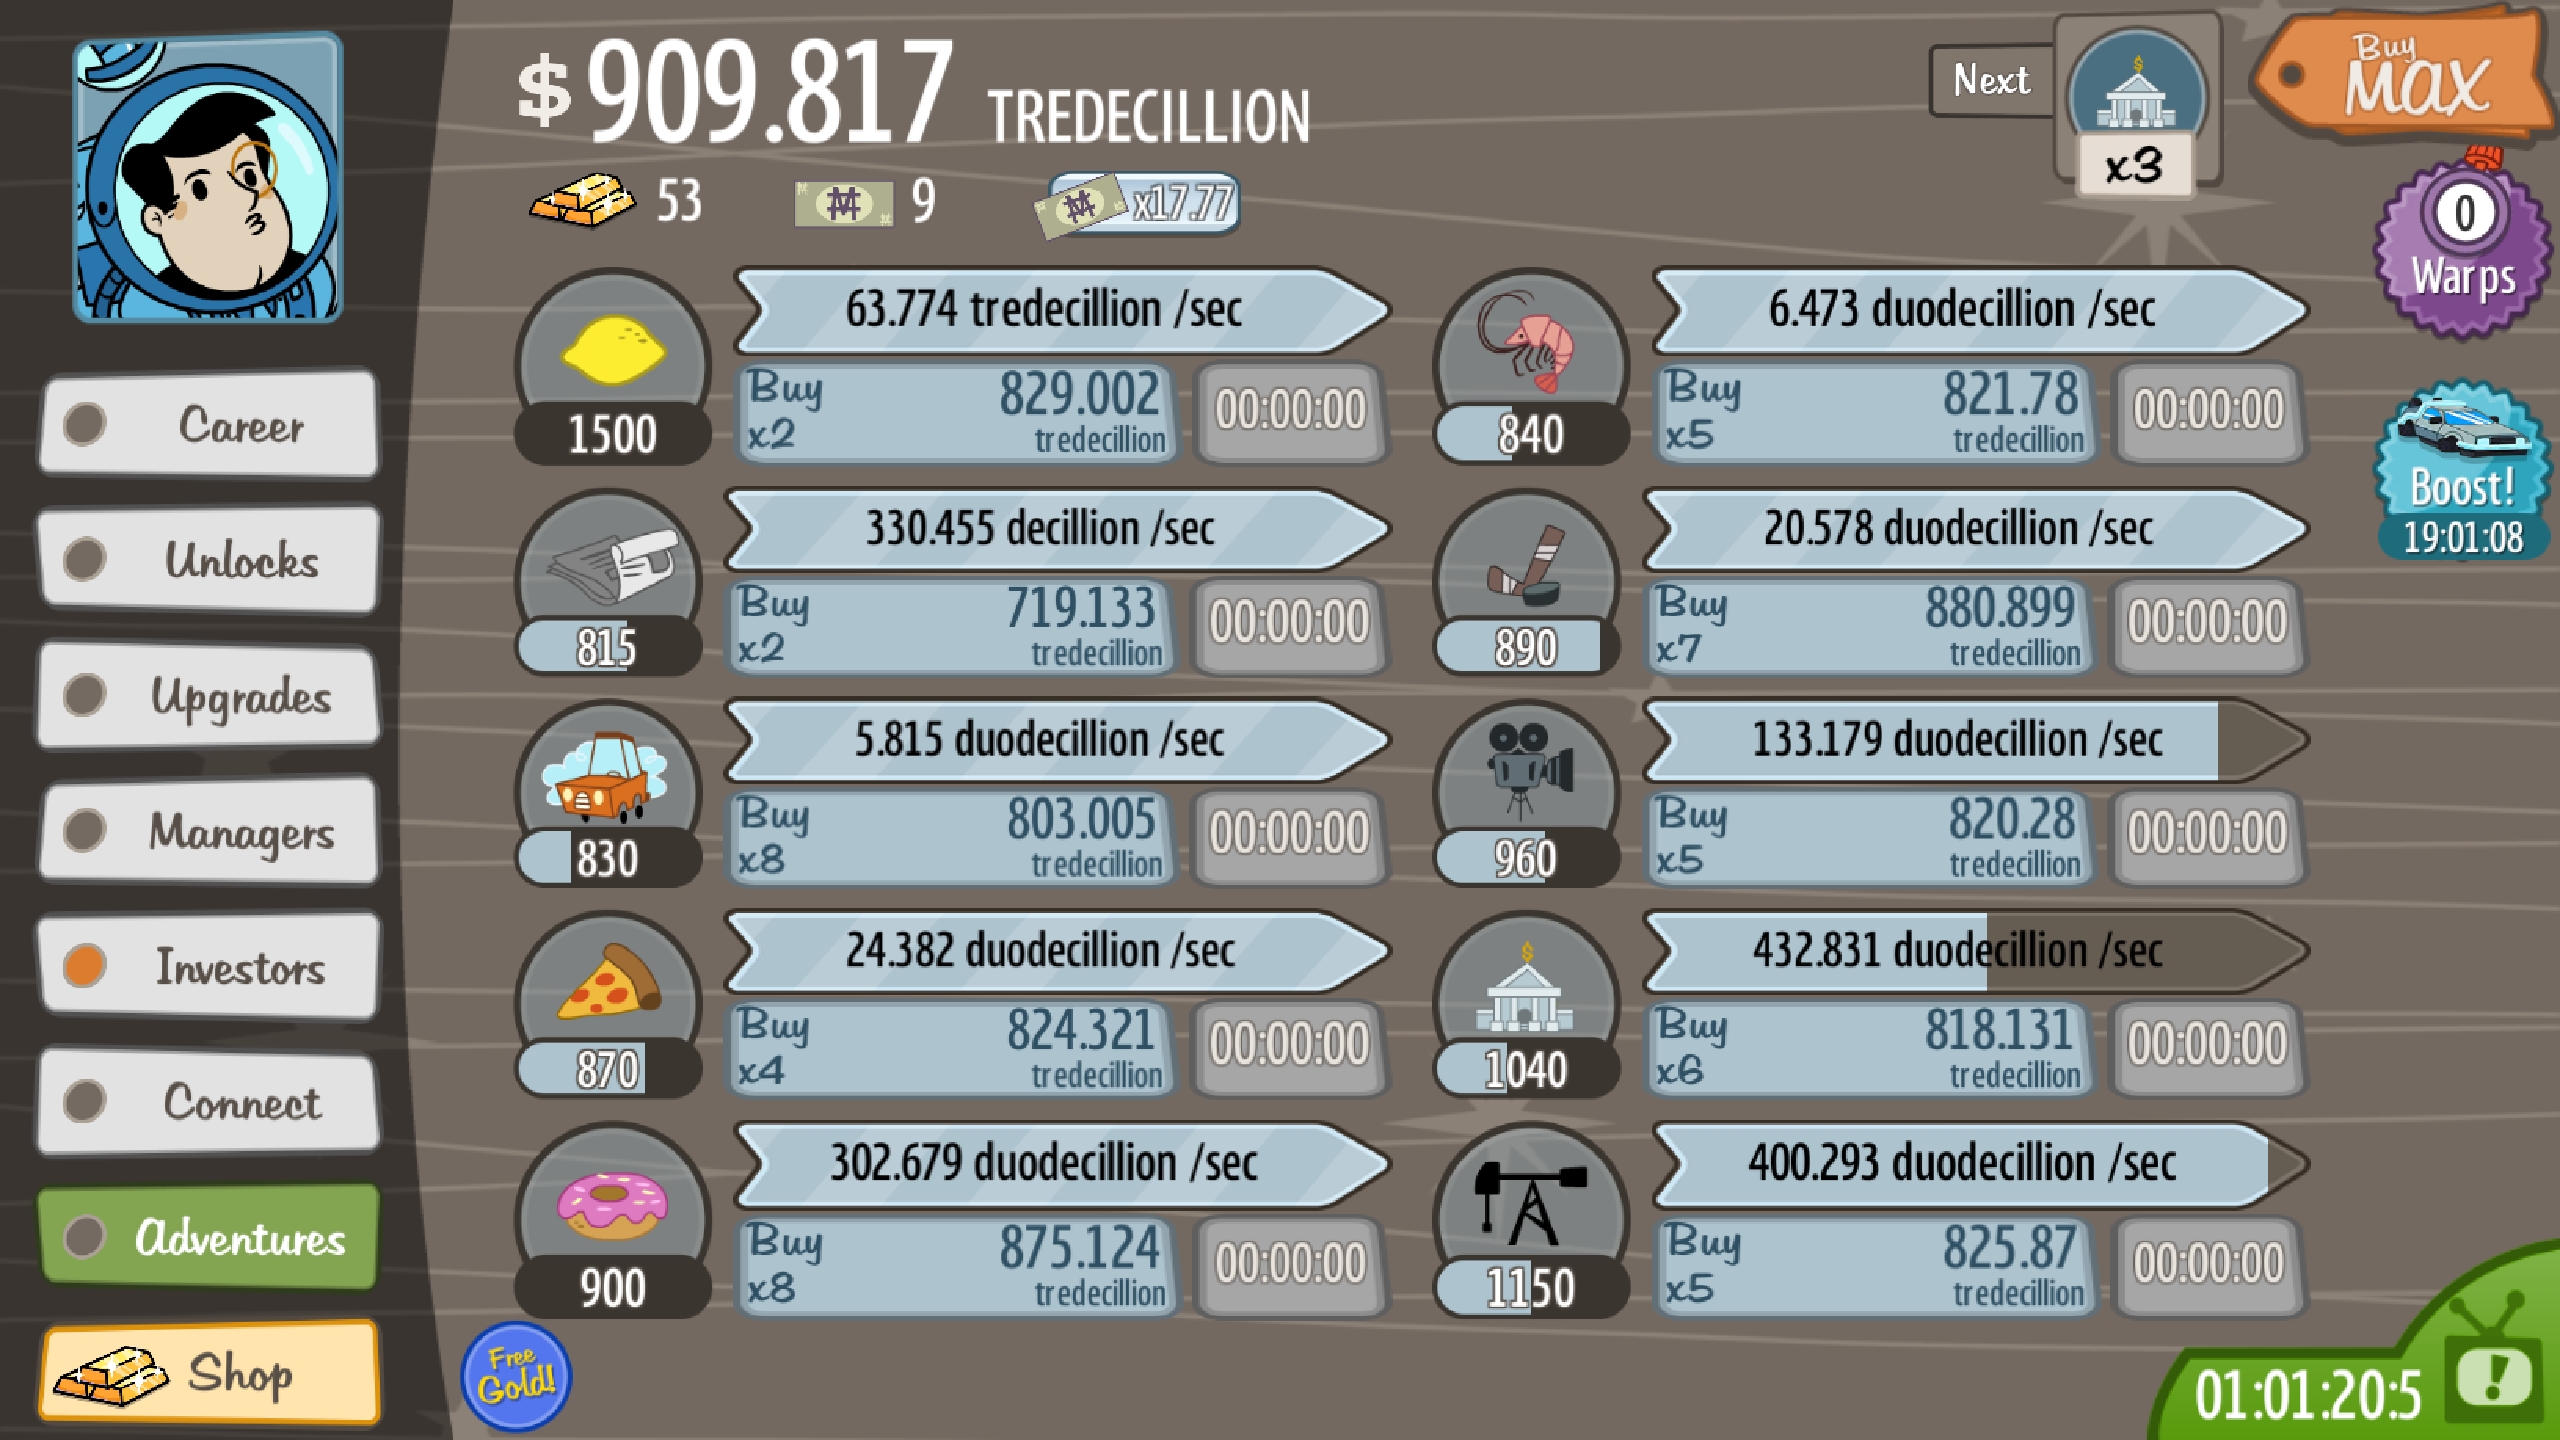 $909.817 TREDECILLION
53
9
x17.77
Next
x3
Buy
MAX
0
Warps
Boost!
19:01:08
Career
Unlocks
Upgrades
Managers
Investors
Connect
Adventures
Shop
63.774 tredecillion /sec
1500
Buy
x2
829.002
tredecillion
00:00:00
6.473 duodecillion /sec
840
Buy
x5
821.78
tredecillion
00:00:00
330.455 decillion /sec
815
Buy
x2
719.133
tredecillion
00:00:00
20.578 duodecillion /sec
890
Buy
x7
880.899
tredecillion
00:00:00
5.815 duodecillion /sec
830
Buy
x8
803.005
tredecillion
00:00:00
133.179 duodecillion /sec
960
Buy
x5
820.28
tredecillion
00:00:00
24.382 duodecillion /sec
870
Buy
x4
824.321
tredecillion
00:00:00
432.831 duodecillion /sec
1040
Buy
x6
818.131
tredecillion
00:00:00
302.679 duodecillion /sec
900
Buy
x8
875.124
tredecillion
00:00:00
400.293 duodecillion /sec
1150
Buy
x5
825.87
tredecillion
00:00:00
Free
Gold!
01:01:20:5
!